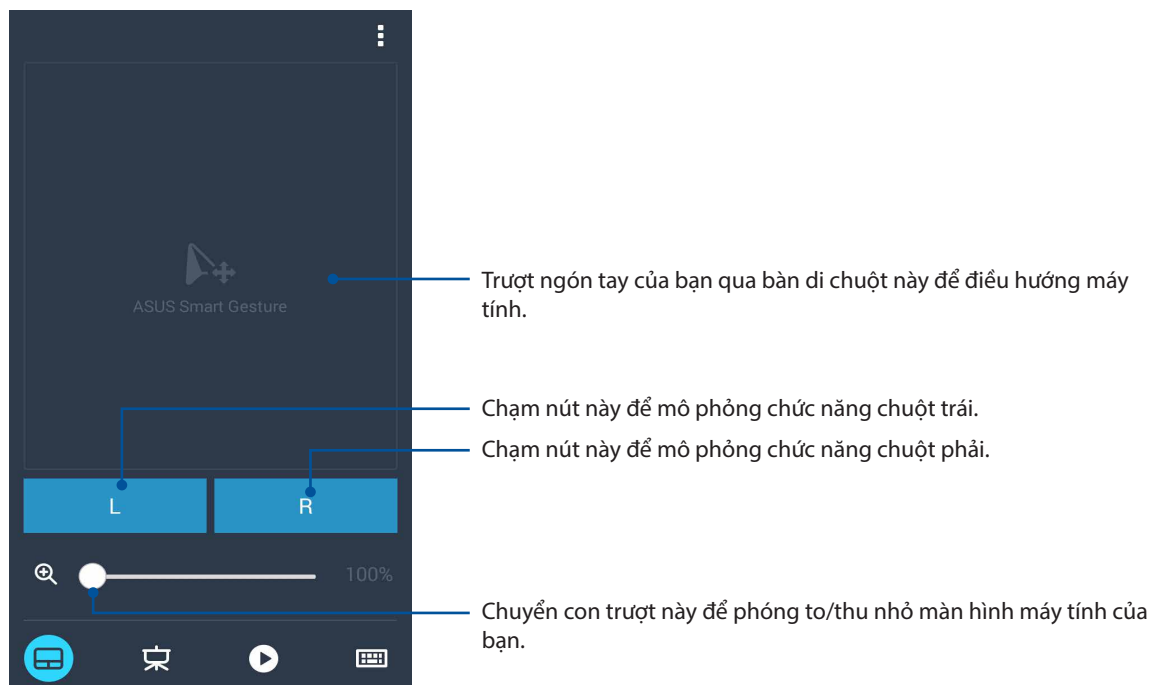 ASUS Smart Gesture
Trượt ngón tay của bạn qua bàn di chuột này để điều hướng máy
tính.
Chạm nút này để mô phỏng chức năng chuột trái.
Chạm nút này để mô phỏng chức năng chuột phải.
L
R
100%
Chuyển con trượt này để phóng to/thu nhỏ màn hình máy tính của
bạn.